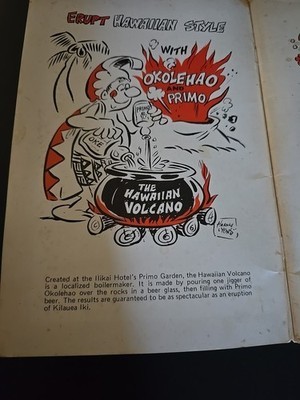 ERUPT HAWAIIAN STYLE
WITH
OKOLEHAO
AND
PRIMO
THE
HAWAIIAN
VOLCANO
Created at the Ilikai Hotel's Primo Garden, the Hawaiian Volcano
is a localized boilermaker. It is made by pouring one jigger of
Okolehao over the rocks in a beer glass, then filling with Primo
beer. The results are guaranteed to be as spectacular as an eruption
of Kilauea Iki.